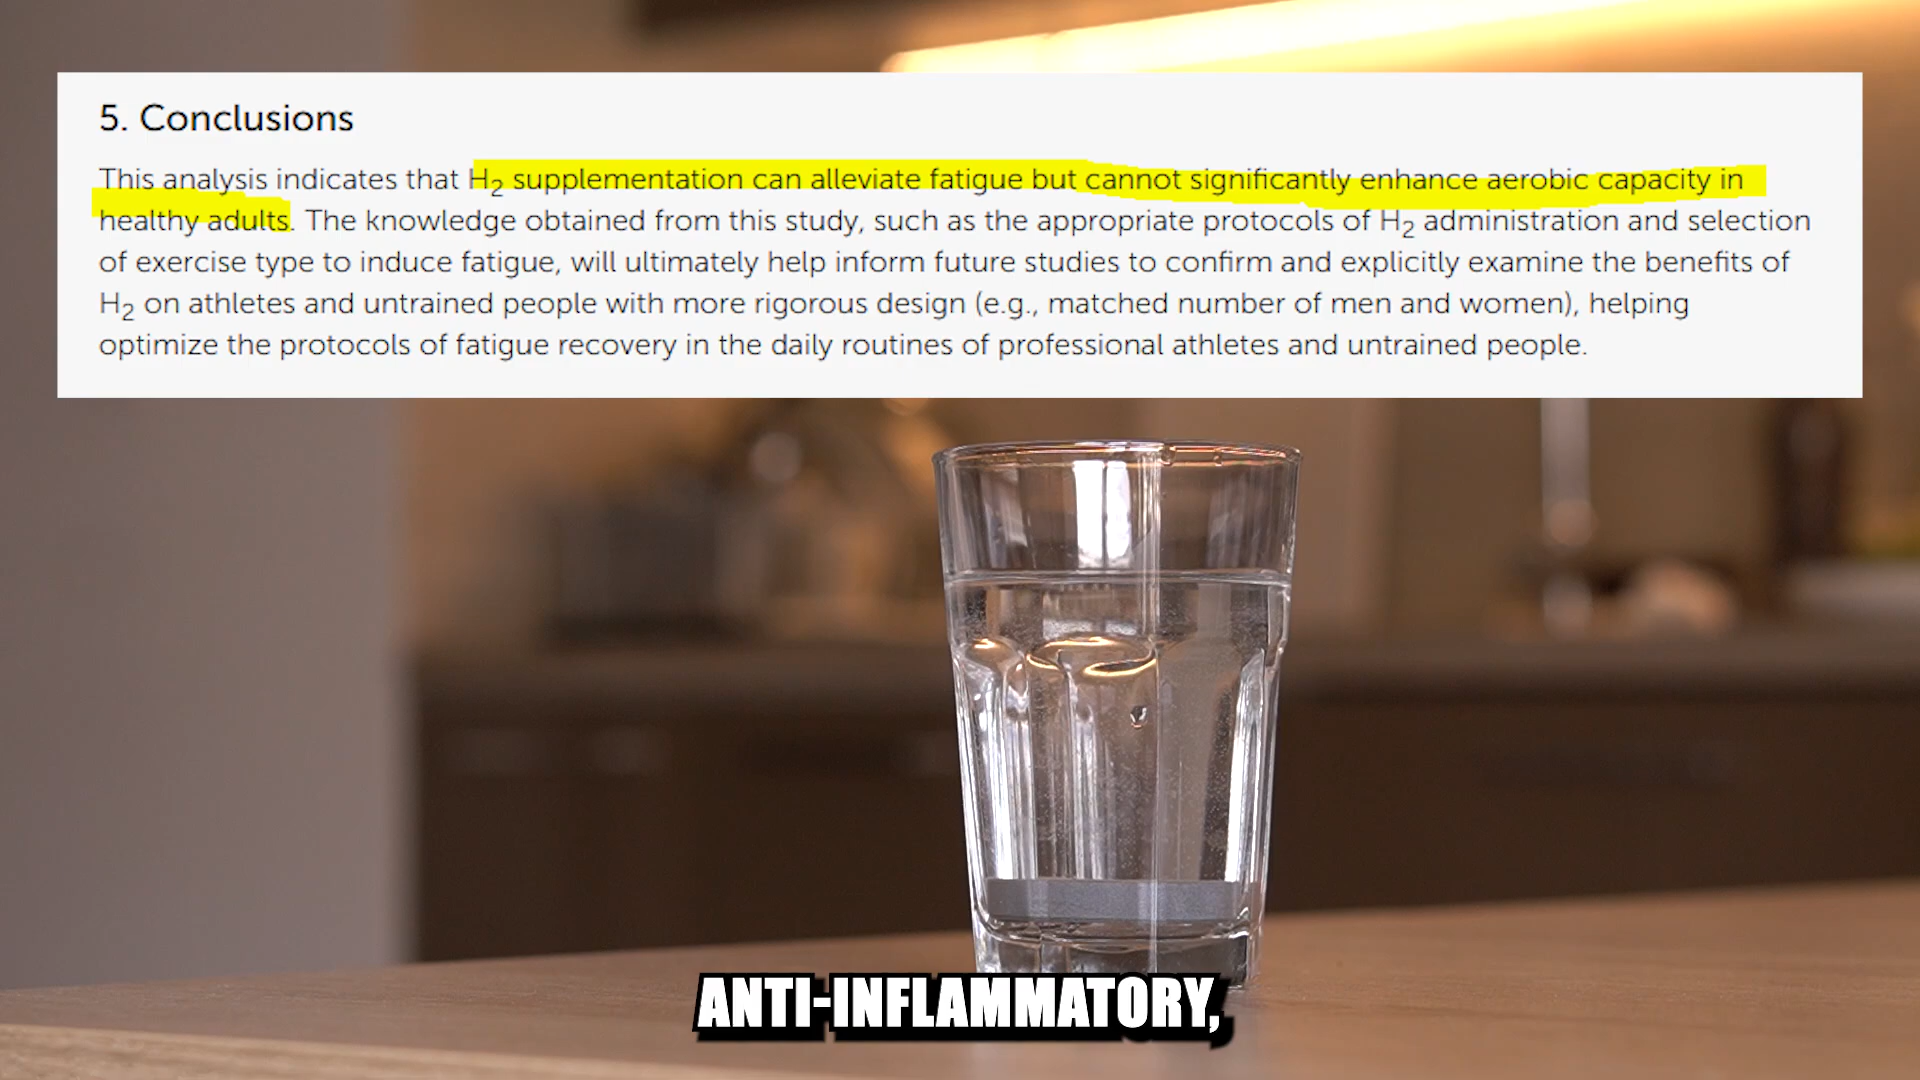 5. Conclusions
This analysis indicates that H₂ supplementation can alleviate fatigue but cannot significantly enhance aerobic capacity in
healthy adults. The knowledge obtained from this study, such as the appropriate protocols of H₂ administration and selection
of exercise type to induce fatigue, will ultimately help inform future studies to confirm and explicitly examine the benefits of
H₂ on athletes and untrained people with more rigorous design (e.g., matched number of men and women), helping
optimize the protocols of fatigue recovery in the daily routines of professional athletes and untrained people.
ANTI-INFLAMMATORY,